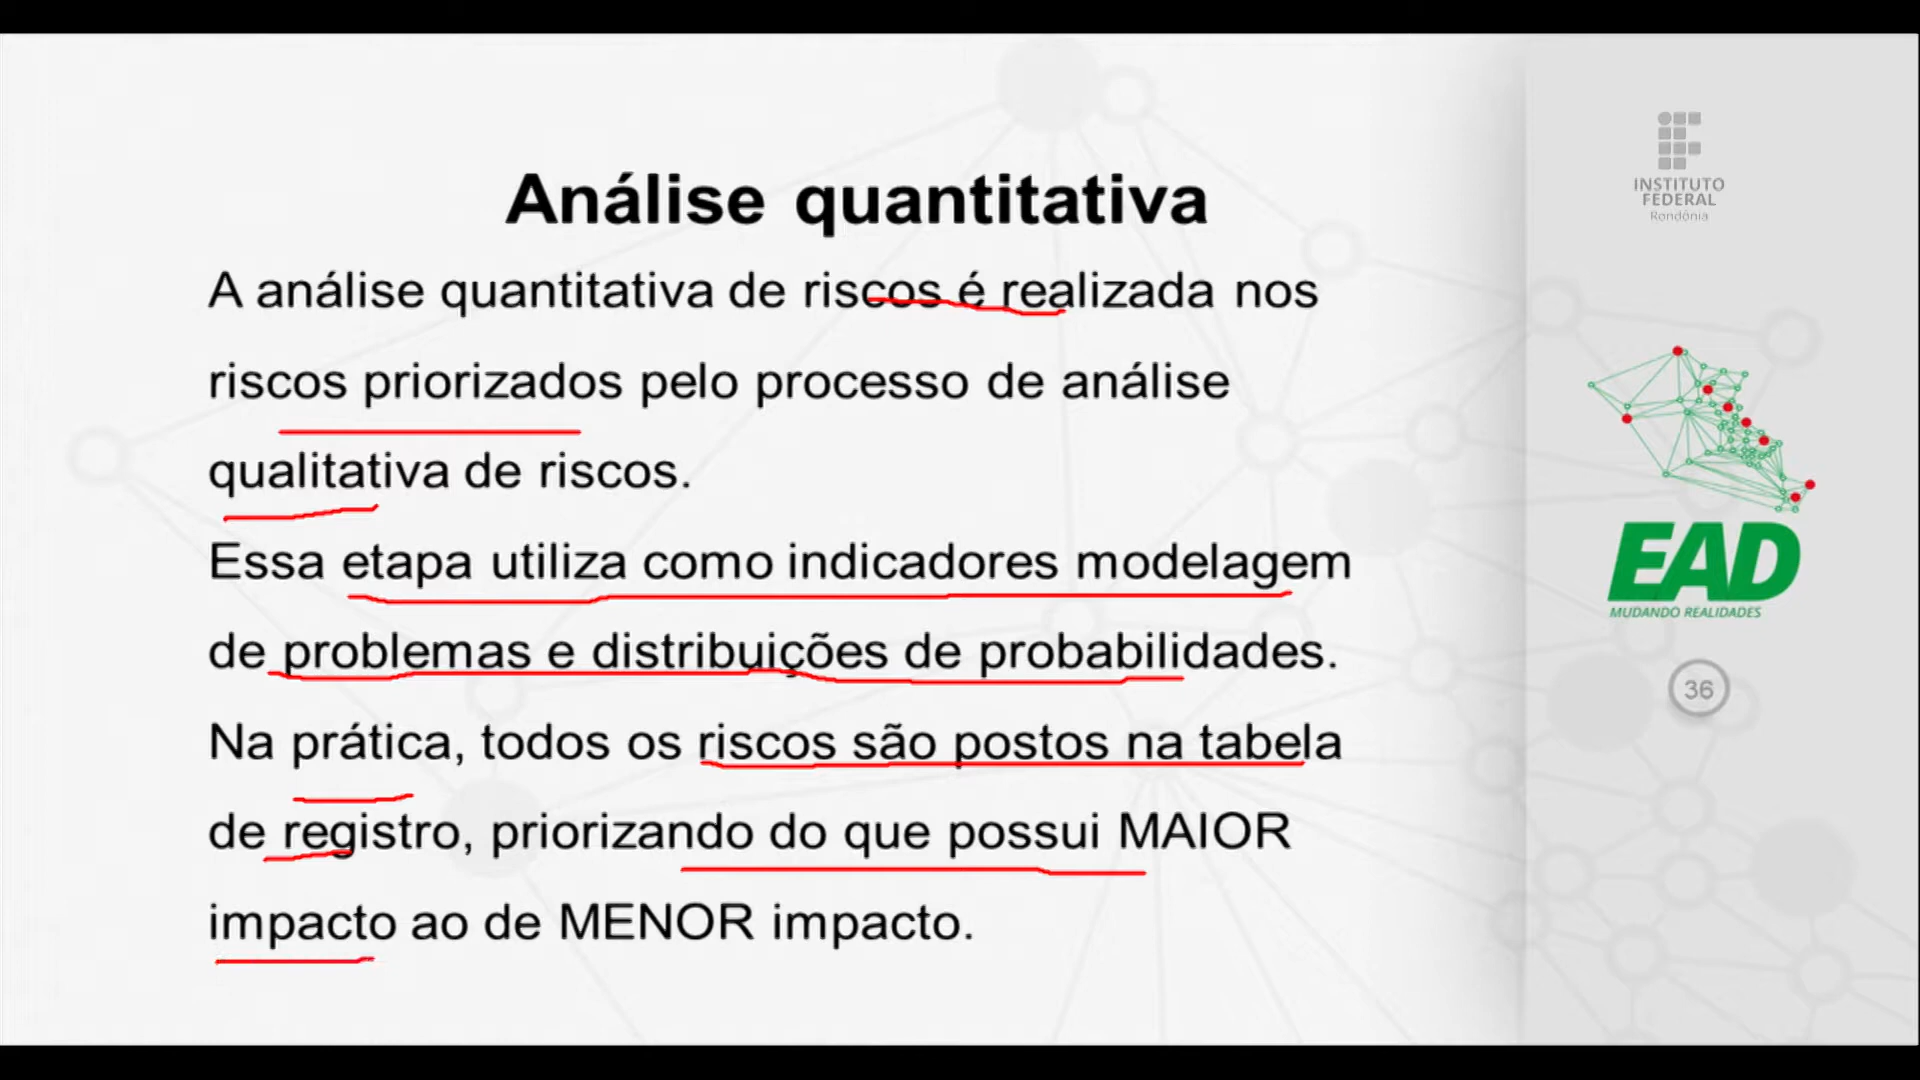 Análise quantitativa
A análise quantitativa de riscos é realizada nos
riscos priorizados pelo processo de análise
qualitativa de riscos.
Essa etapa utiliza como indicadores modelagem
de problemas e distribuições de probabilidades.
Na prática, todos os riscos são postos na tabela
de registro, priorizando do que possui MAIOR
impacto ao de MENOR impacto.
INSTITUTO
FEDERAL
Rondônia
EAD
MUDANDO REALIDADES
36